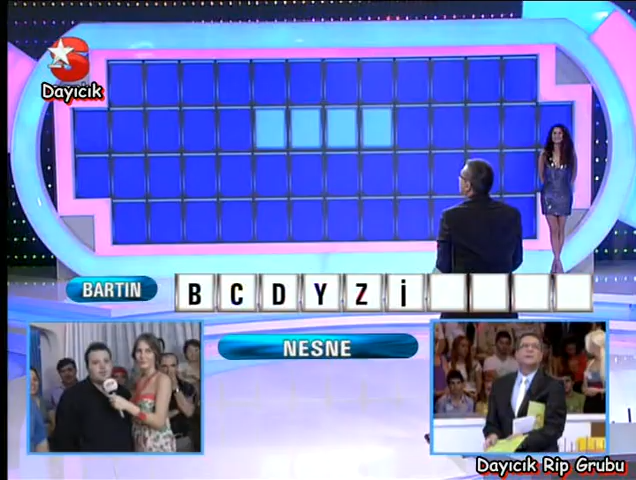 Dayıcık
BARTIN
B C D Y Z İ
NESNE
Dayıcık Rip Grubu